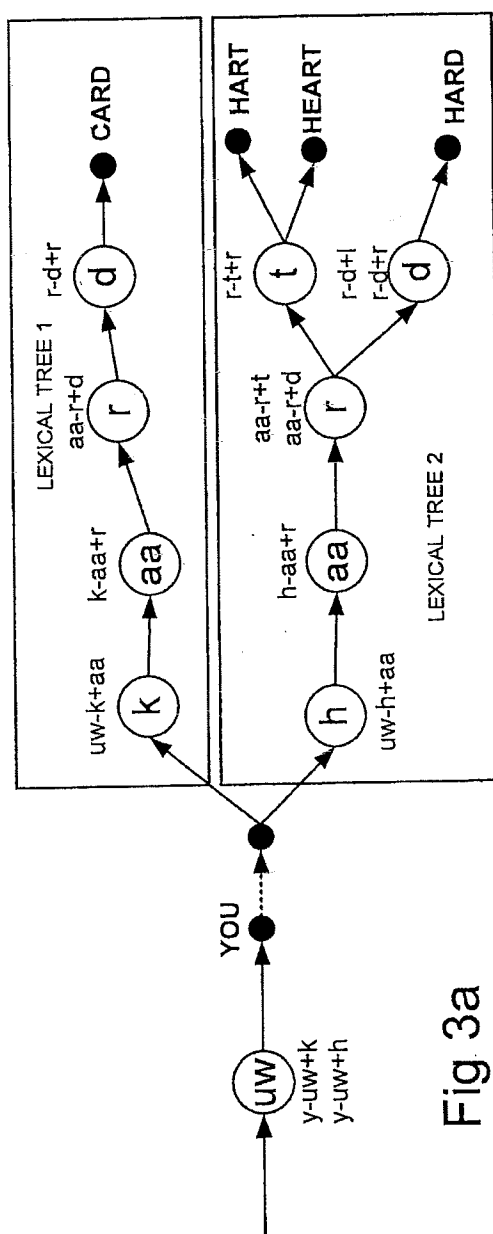 LEXICAL TREE 1
uw-k+aa
k
k-aa+r
aa
aa-r+d
r
r-d+r
d
CARD
uw
y-uw+k
y-uw+h
YOU
h
uw-h+aa
h-aa+r
aa
aa-r+t
aa-r+d
r
r-t+r
t
HART
HEART
r-d+l
r-d+r
d
HARD
LEXICAL TREE 2
Fig 3a